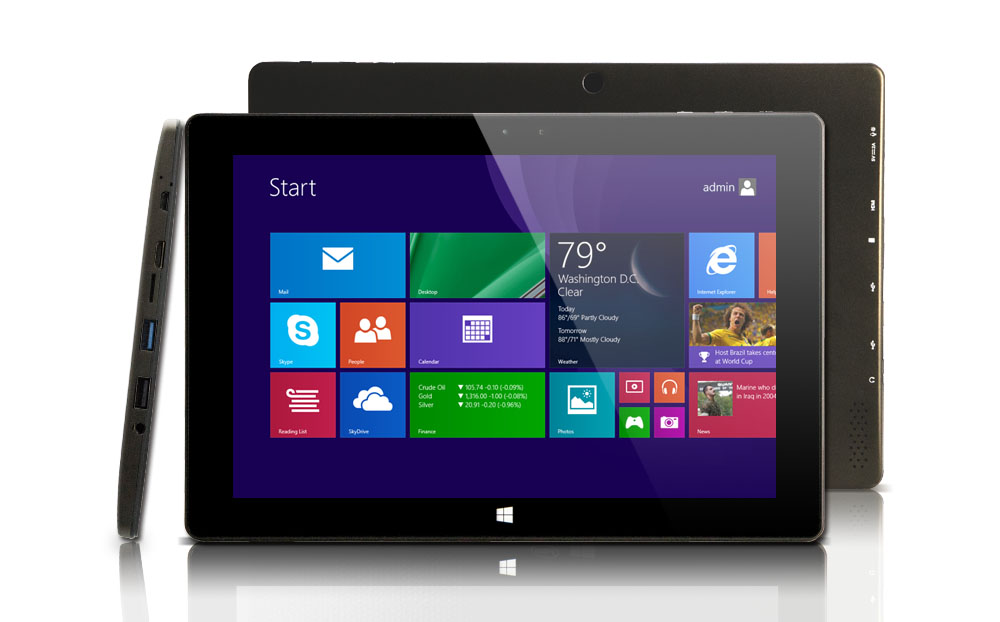 Start
admin
Mail
Desktop
79°
Washington D.C.
Clear
Today
86°/69° Partly Cloudy
Tomorrow
88°/71° Mostly Cloudy
Weather
Internet Explorer
Skype
People
Calendar
Host Brazil takes cent
at World Cup
Reading List
SkyDrive
Crude Oil ▼ 105.74 -0.10 (-0.09%)
Gold ▼ 1,316.00 -1.00 (-0.08%)
Silver ▼ 20.91 -0.20 (-0.96%)
Finance
Photos
Marine who d
in Iraq in 2004
News